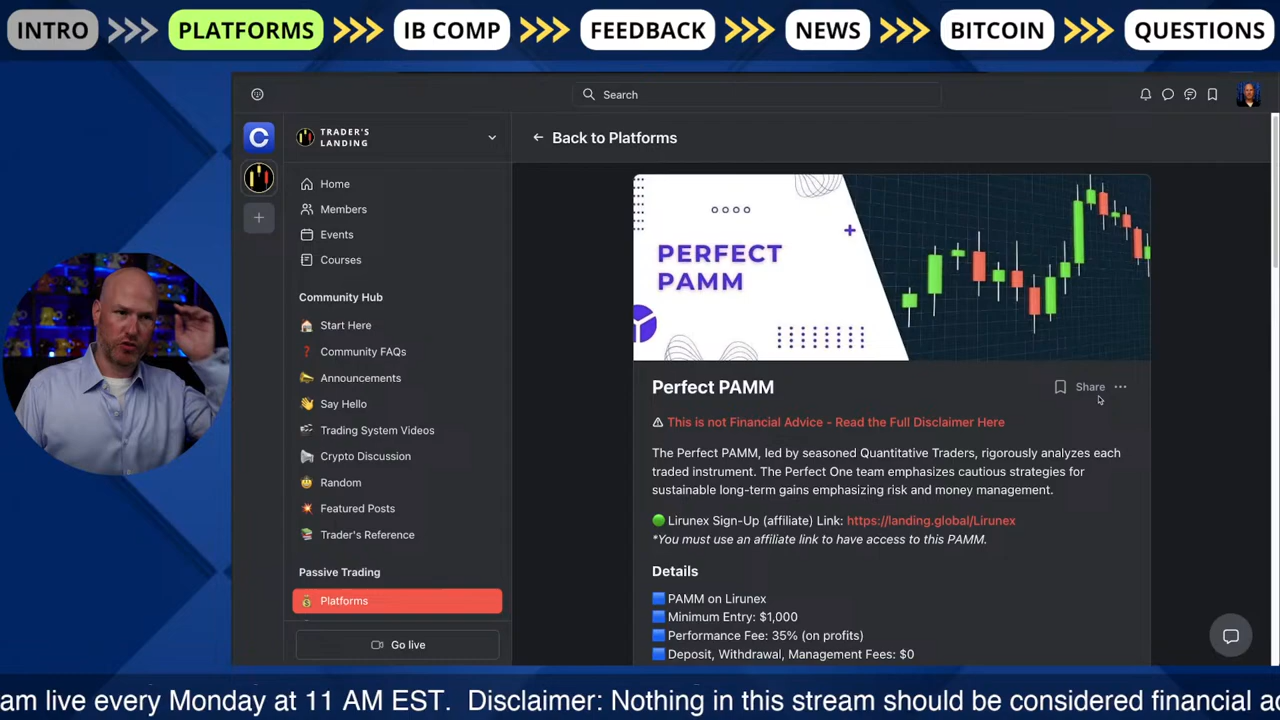 INTRO
PLATFORMS
IB COMP
FEEDBACK
NEWS
BITCOIN
QUESTIONS
Search
TRADER'S
LANDING
Back to Platforms
Home
Members
Events
Courses
Community Hub
Start Here
Community FAQs
Announcements
Say Hello
Trading System Videos
Crypto Discussion
Random
Featured Posts
Trader's Reference
Passive Trading
Platforms
Go live
PERFECT
PAMM
Perfect PAMM
Share
This is not Financial Advice - Read the Full Disclaimer Here
The Perfect PAMM, led by seasoned Quantitative Traders, rigorously analyzes each
traded instrument. The Perfect One team emphasizes cautious strategies for
sustainable long-term gains emphasizing risk and money management.
Lirunex Sign-Up (affiliate) Link: https://landing.global/Lirunex
*You must use an affiliate link to have access to this PAMM.
Details
PAMM on Lirunex
Minimum Entry: $1,000
Performance Fee: 35% (on profits)
Deposit, Withdrawal, Management Fees: $0
am live every Monday at 11 AM EST. Disclaimer: Nothing in this stream should be considered financial a